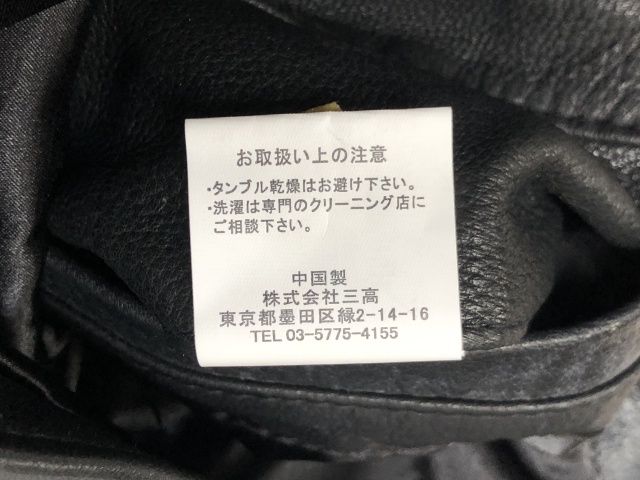 お取扱い上の注意
・タンブル乾燥はお避け下さい。
・洗濯は専門のクリーニング店に
ご相談下さい。
中国製
株式会社三高
東京都墨田区緑2-14-16
TEL 03-5775-4155